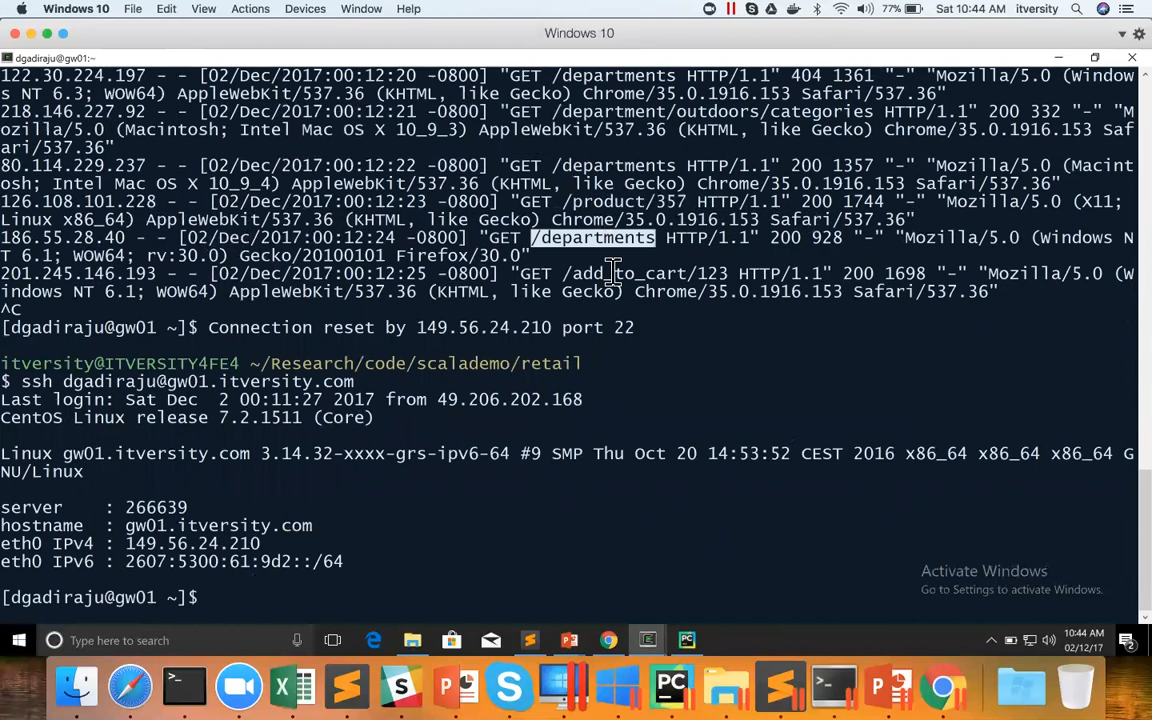 Windows 10 File Edit View Actions Devices Window Help 77% Sat 10:44 AM itversity
Windows 10
dgadiraju@gw01:~
122.30.224.197 - - [02/Dec/2017:00:12:20 -0800] "GET /departments HTTP/1.1" 404 1361 "-" "Mozilla/5.0 (Window
s NT 6.3; WOW64) AppleWebKit/537.36 (KHTML, like Gecko) Chrome/35.0.1916.153 Safari/537.36"
218.146.227.92 - - [02/Dec/2017:00:12:21 -0800] "GET /department/outdoors/categories HTTP/1.1" 200 332 "-" "M
ozilla/5.0 (Macintosh; Intel Mac OS X 10_9_3) AppleWebKit/537.36 (KHTML, like Gecko) Chrome/35.0.1916.153 Saf
ari/537.36"
80.114.229.237 - - [02/Dec/2017:00:12:22 -0800] "GET /departments HTTP/1.1" 200 1357 "-" "Mozilla/5.0 (Macint
osh; Intel Mac OS X 10_9_4) AppleWebKit/537.36 (KHTML, like Gecko) Chrome/35.0.1916.153 Safari/537.36"
126.108.101.228 - - [02/Dec/2017:00:12:23 -0800] "GET /product/357 HTTP/1.1" 200 1744 "-" "Mozilla/5.0 (X11;
Linux x86_64) AppleWebKit/537.36 (KHTML, like Gecko) Chrome/35.0.1916.153 Safari/537.36"
186.55.28.40 - - [02/Dec/2017:00:12:24 -0800] "GET /departments HTTP/1.1" 200 928 "-" "Mozilla/5.0 (Windows N
T 6.1; WOW64; rv:30.0) Gecko/20100101 Firefox/30.0"
201.245.146.193 - - [02/Dec/2017:00:12:25 -0800] "GET /add_to_cart/123 HTTP/1.1" 200 1698 "-" "Mozilla/5.0 (W
indows NT 6.1; WOW64) AppleWebKit/537.36 (KHTML, like Gecko) Chrome/35.0.1916.153 Safari/537.36"
^C
[dgadiraju@gw01 ~]$ Connection reset by 149.56.24.210 port 22
itversity@ITVERSITY4FE4 ~/Research/code/scalademo/retail
$ ssh dgadiraju@gw01.itversity.com
Last login: Sat Dec  2 00:11:27 2017 from 49.206.202.168
CentOS Linux release 7.2.1511 (Core)
Linux gw01.itversity.com 3.14.32-xxxx-grs-ipv6-64 #9 SMP Thu Oct 20 14:53:52 CEST 2016 x86_64 x86_64 x86_64 G
NU/Linux
server    : 266639
hostname  : gw01.itversity.com
eth0 IPv4 : 149.56.24.210
eth0 IPv6 : 2607:5300:61:9d2::/64
[dgadiraju@gw01 ~]$
Activate Windows
Go to Settings to activate Windows.
Type here to search
10:44 AM
02/12/17
2